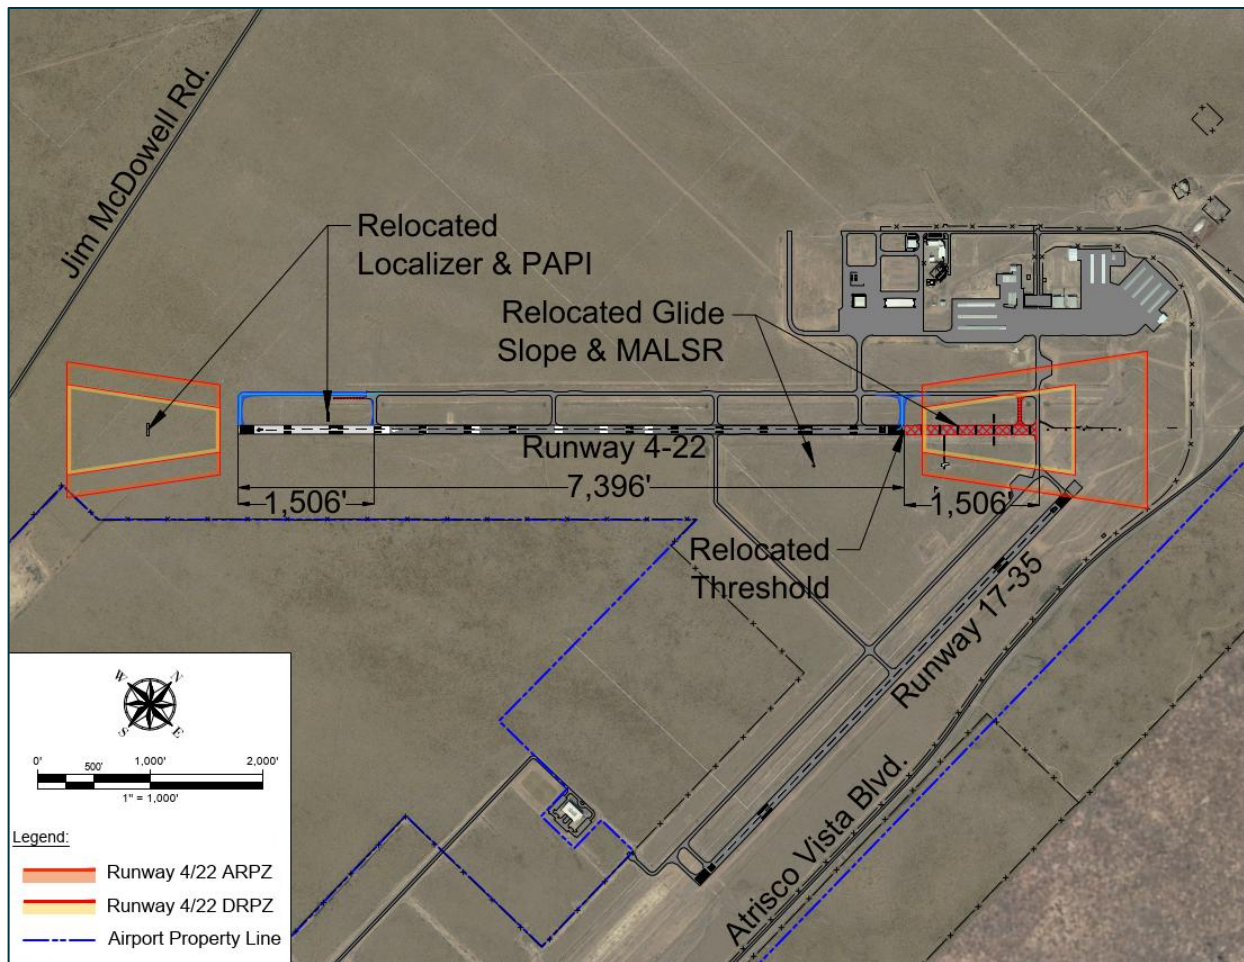 Jim McDowell Rd.
Relocated
Localizer & PAPI
Relocated Glide
Slope & MALSR
Runway 4-22
7,396'
1,506'
1,506'
Relocated
Threshold
Runway 17-35
Atrisco Vista Blvd.
W
N
S
E
0'
500'
1,000'
2,000'
1" = 1,000'
Legend:
Runway 4/22 ARPZ
Runway 4/22 DRPZ
Airport Property Line